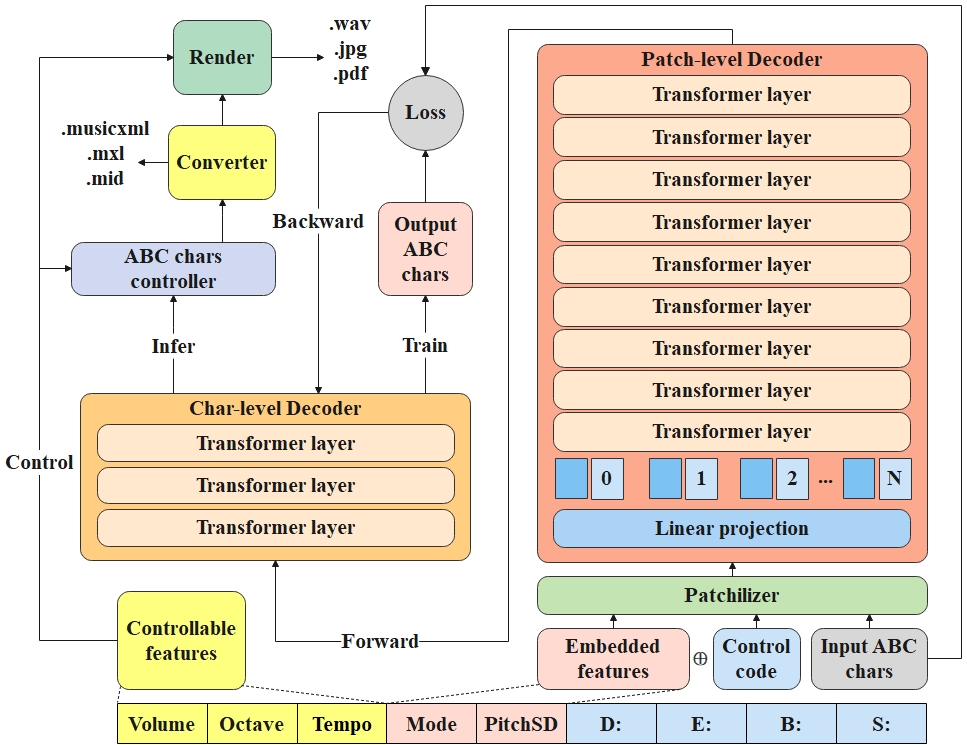 .wav
.jpg
.pdf
Render
Loss
.musicxml
.mxl
.mid
Converter
Backward
Output
ABC
chars
ABC chars
controller
Infer
Train
Char-level Decoder
Transformer layer
Transformer layer
Transformer layer
Control
Controllable
features
Forward
Patch-level Decoder
Transformer layer
Transformer layer
Transformer layer
Transformer layer
Transformer layer
Transformer layer
Transformer layer
Transformer layer
Transformer layer
0 1 2 ... N
Linear projection
Patchilizer
Embedded
features
⊕
Control
code
Input ABC
chars
Volume Octave Tempo Mode PitchSD D: E: B: S: